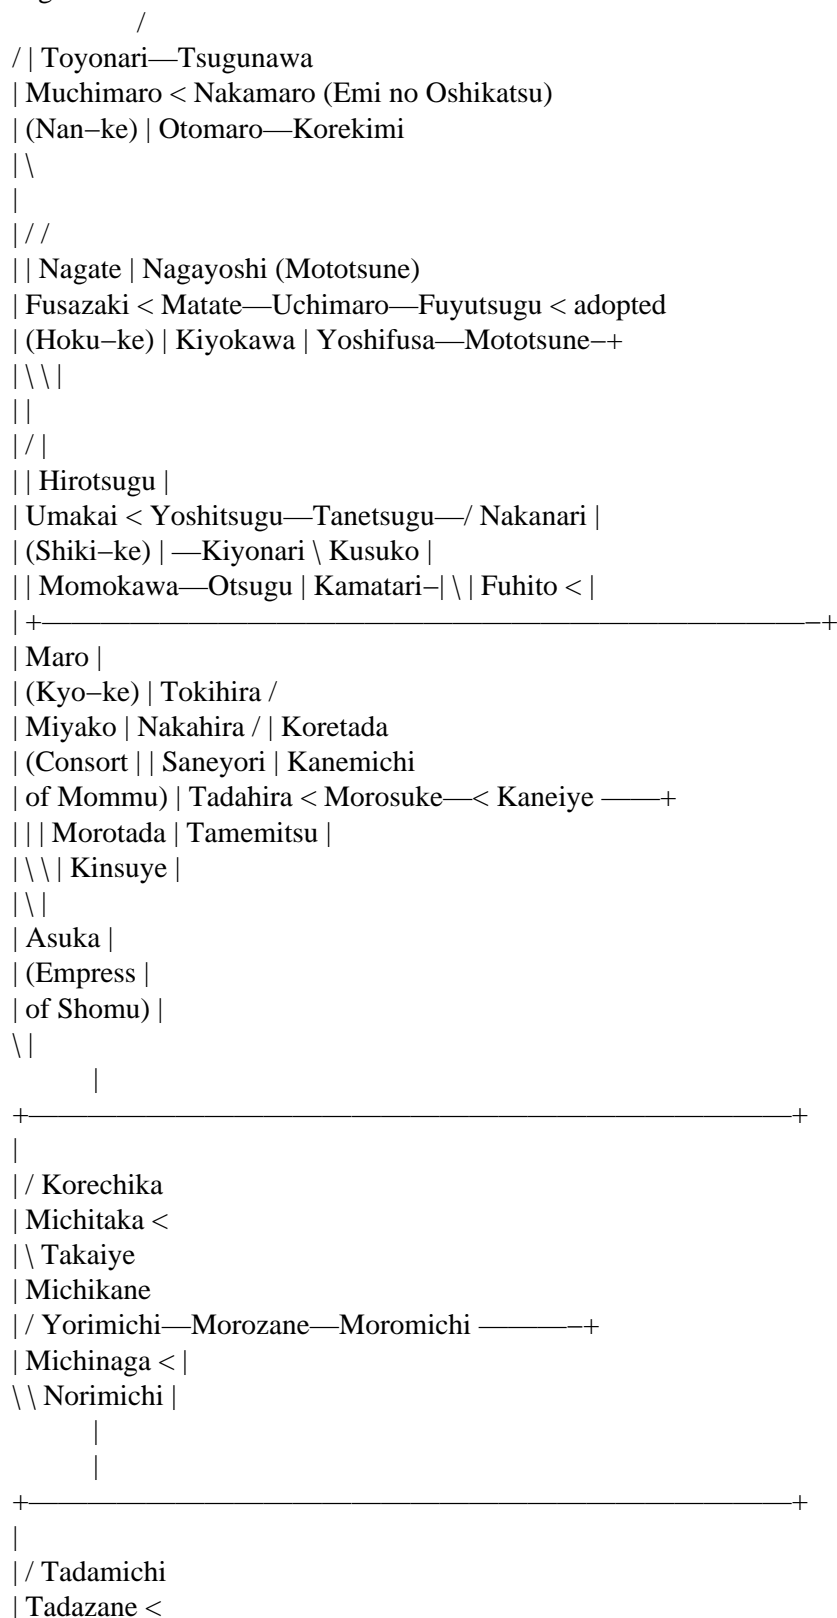 /
/ | Toyonari—Tsugunawa
| Muchimaro < Nakamaro (Emi no Oshikatsu)
| (Nan−ke) | Otomaro—Korekimi
| \
|
| / /
| | Nagate | Nagayoshi (Mototsune)
| Fusazaki < Matate—Uchimaro—Fuyutsugu < adopted
| (Hoku−ke) | Kiyokawa | Yoshifusa—Mototsune−+
| \ \ |
| |
| / |
| | Hirotsugu |
| Umakai < Yoshitsugu—Tanetsugu—/ Nakanari |
| (Shiki−ke) | —Kiyonari \ Kusuko |
| | Momokawa—Otsugu | Kamatari−| \ | Fuhito < |
| +——————————————————————————−+
| Maro |
| (Kyo−ke) | Tokihira /
| Miyako | Nakahira / | Koretada
| (Consort | | Saneyori | Kanemichi
| of Mommu) | Tadahira < Morosuke—< Kaneiye ——+
| | | Morotada | Tamemitsu |
| \ \ | Kinsuye |
| \ |
| Asuka |
| (Empress |
| of Shomu) |
\ |
|
+——————————————————————————+
|
| / Korechika
| Michitaka <
| \ Takaiye
| Michikane
| / Yorimichi—Morozane—Moromichi ———−+
| Michinaga < |
\ \ Norimichi |
|
|
+——————————————————————————+
|
| / Tadamichi
| Tadazane <